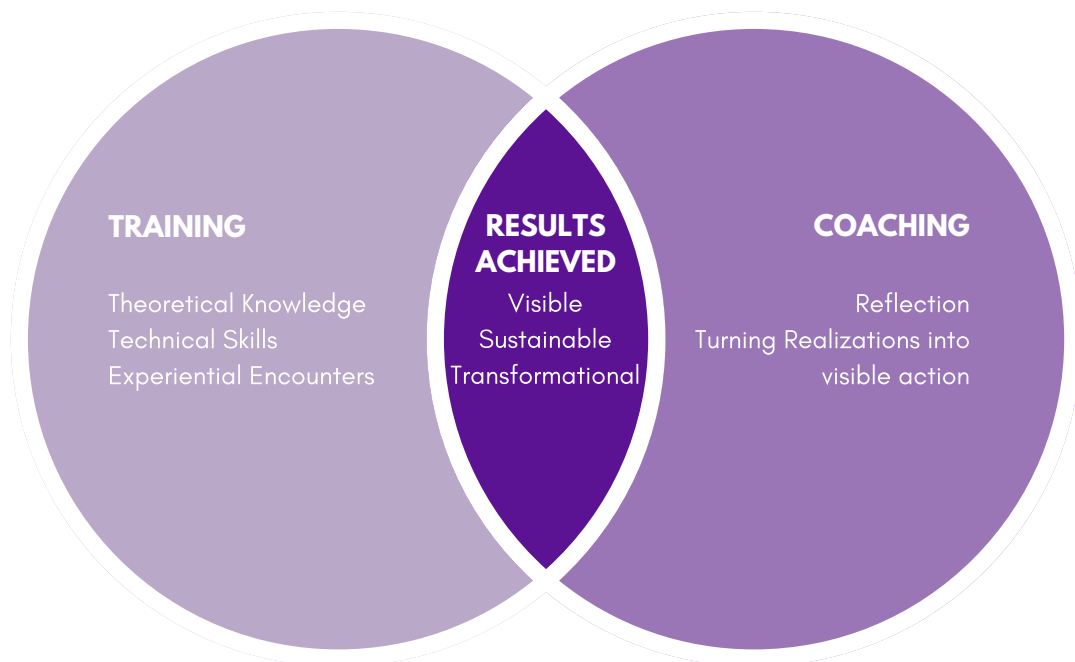 TRAINING
Theoretical Knowledge
Technical Skills
Experiential Encounters
RESULTS
ACHIEVED
Visible
Sustainable
Transformational
COACHING
Reflection
Turning Realizations into
visible action